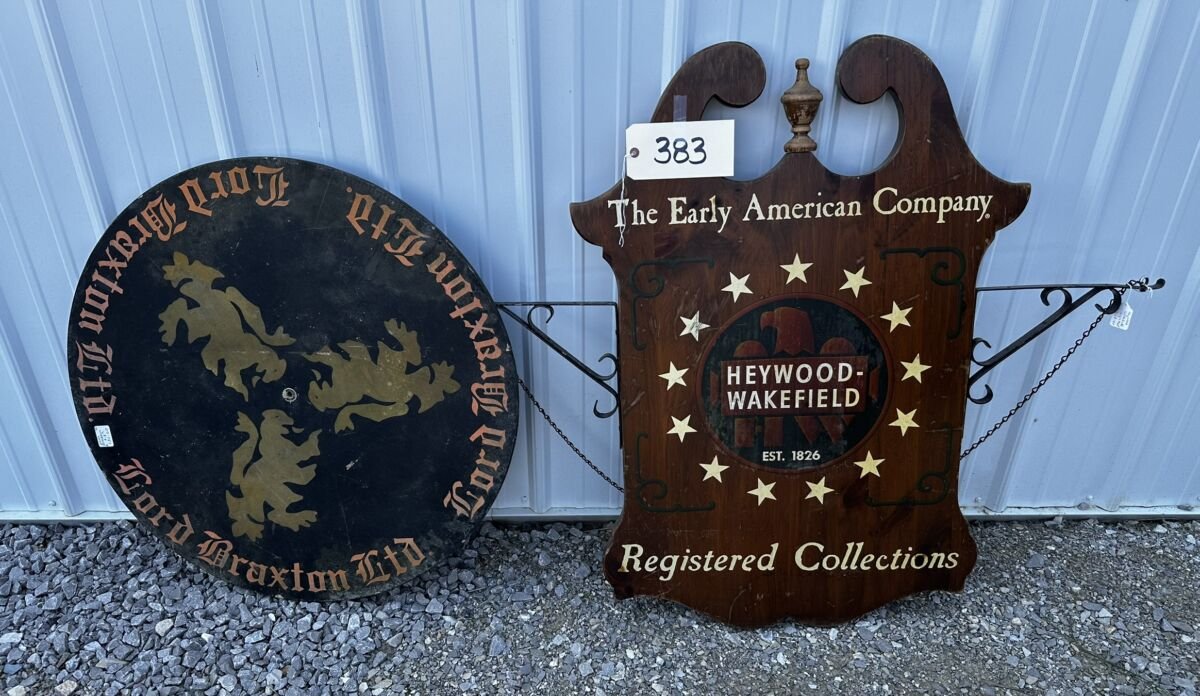 Lord Braxton Ltd
Lord Braxton Ltd.
Lord Braxton Ltd
383
The Early American Company
HEYWOOD-
WAKEFIELD
EST. 1826
Registered Collections